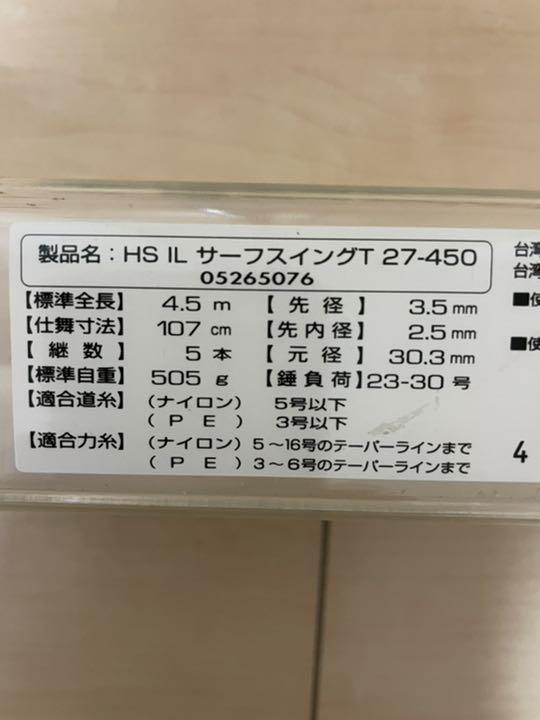 製品名：HS IL サーフスイングT 27-450
05265076
【標準全長】 4.5 m 【先径】 3.5 mm
【仕舞寸法】 107 cm 【先内径】 2.5 mm
【継数】 5 本 【元径】 30.3 mm
【標準自重】 505 g 【錘負荷】 23-30 号
【適合道糸】 (ナイロン) 5号以下
(PE) 3号以下
【適合力糸】 (ナイロン) 5～16号のテーパーラインまで
(PE) 3～6号のテーパーラインまで
台湾
台湾
■使
■使
4